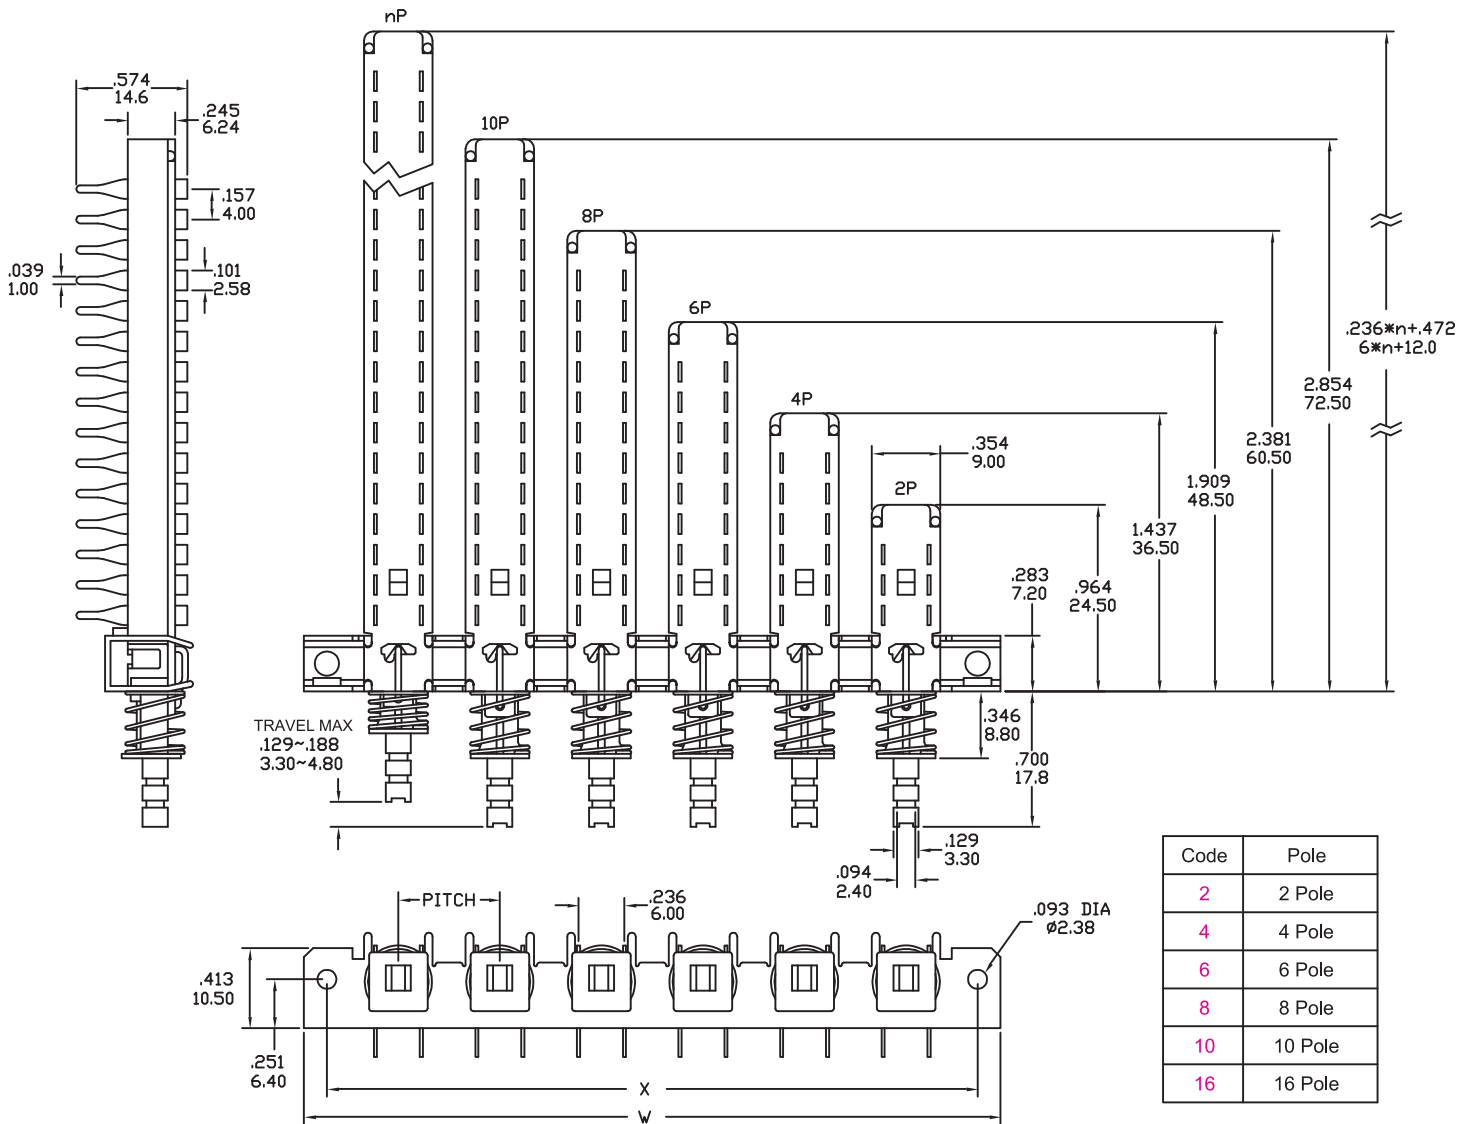 nP
.574
14.6
.245
6.24
10P
.157
4.00
8P
.039
1.00
.101
2.58
6P
.236*n+.472
6*n+12.0
2.854
72.50
4P
2.381
60.50
.354
9.00
1.909
48.50
2P
1.437
36.50
.283
7.20
.964
24.50
TRAVEL MAX
.129~.188
3.30~4.80
.346
8.80
.700
17.8
.129
3.30
.094
2.40
PITCH
.236
6.00
.093 DIA
ø2.38
.413
10.50
.251
6.40
X
W
Code Pole
2 2 Pole
4 4 Pole
6 6 Pole
8 8 Pole
10 10 Pole
16 16 Pole